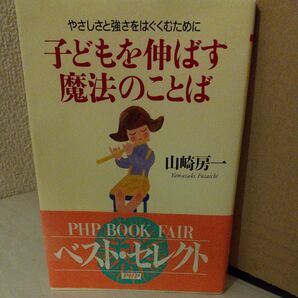 やさしさと強さをはぐくむために
子どもを伸ばす
魔法のことば
山崎房一
Yamazaki Fusaichi
PHP BOOK FAIR
ベスト・セレクト
PHP